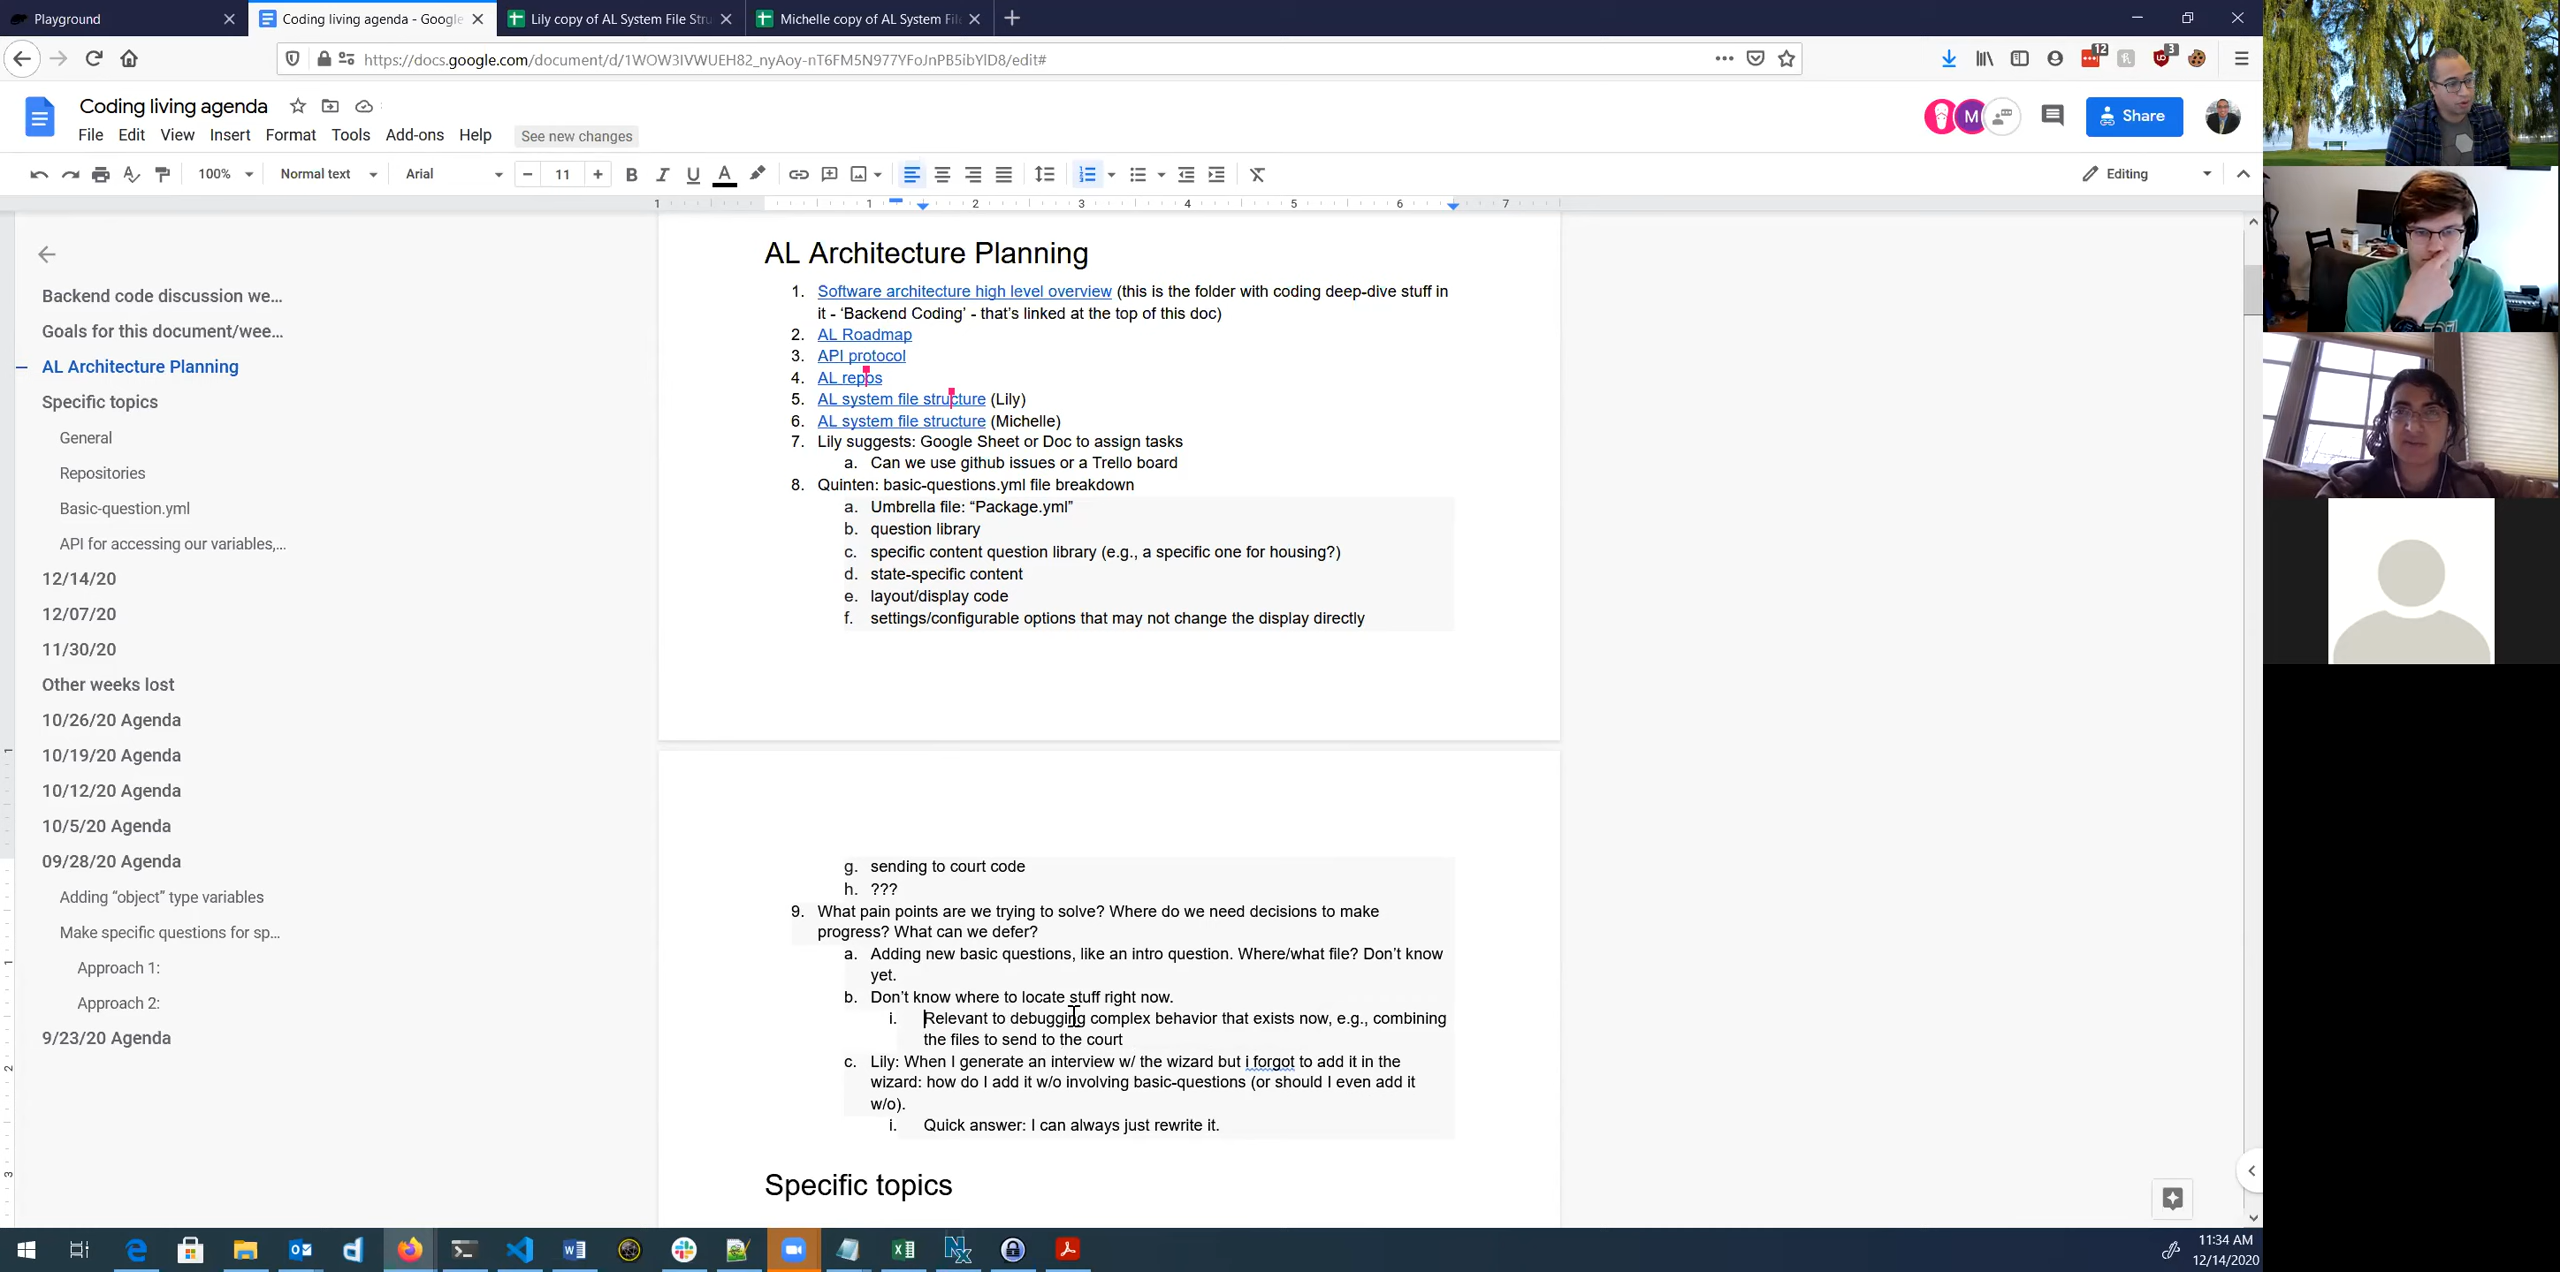 Playground
Coding living agenda - Google
Lily copy of AL System File Stru
Michelle copy of AL System File
https://docs.google.com/document/d/1WOW3IVWUEH82_nyAoy-nT6FM5N977YFoJnPB5ibYlD8/edit#
12
3
Coding living agenda
File Edit View Insert Format Tools Add-ons Help See new changes
M
Share
100% Normal text Arial 11 B I U A Editing
1 1 2 3 4 5 6 7
Backend code discussion we...
Goals for this document/wee...
AL Architecture Planning
Specific topics
General
Repositories
Basic-question.yml
API for accessing our variables,...
12/14/20
12/07/20
11/30/20
Other weeks lost
10/26/20 Agenda
10/19/20 Agenda
10/12/20 Agenda
10/5/20 Agenda
09/28/20 Agenda
Adding “object” type variables
Make specific questions for sp...
Approach 1:
Approach 2:
9/23/20 Agenda
AL Architecture Planning
1. Software architecture high level overview (this is the folder with coding deep-dive stuff in
it - ‘Backend Coding’ - that’s linked at the top of this doc)
2. AL Roadmap
3. API protocol
4. AL repos
5. AL system file structure (Lily)
6. AL system file structure (Michelle)
7. Lily suggests: Google Sheet or Doc to assign tasks
a. Can we use github issues or a Trello board
8. Quinten: basic-questions.yml file breakdown
a. Umbrella file: “Package.yml”
b. question library
c. specific content question library (e.g., a specific one for housing?)
d. state-specific content
e. layout/display code
f. settings/configurable options that may not change the display directly
g. sending to court code
h. ???
9. What pain points are we trying to solve? Where do we need decisions to make
progress? What can we defer?
a. Adding new basic questions, like an intro question. Where/what file? Don’t know
yet.
b. Don’t know where to locate stuff right now.
i. Relevant to debugging complex behavior that exists now, e.g., combining
the files to send to the court
c. Lily: When I generate an interview w/ the wizard but i forgot to add it in the
wizard: how do I add it w/o involving basic-questions (or should I even add it
w/o).
i. Quick answer: I can always just rewrite it.
Specific topics
1
1
2
3
11:34 AM
12/14/2020